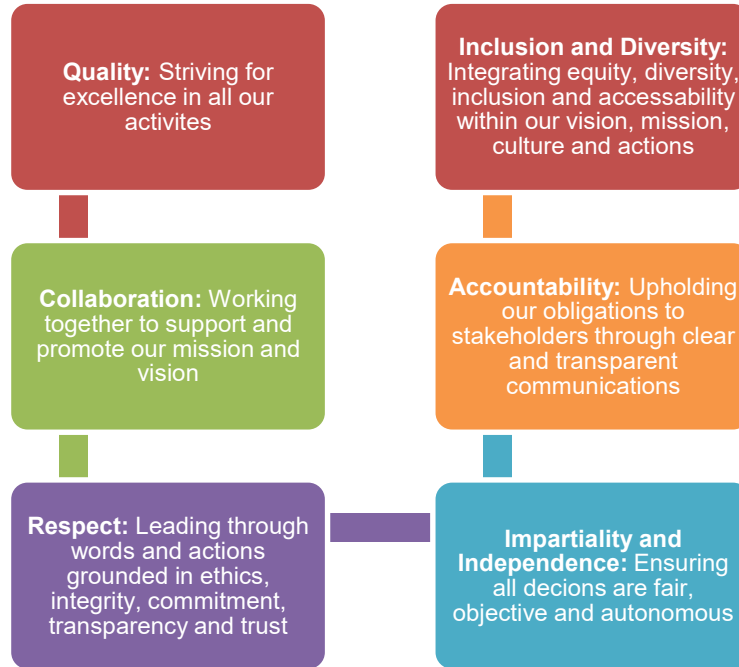 Quality: Striving for
excellence in all our
activites
Collaboration: Working
together to support and
promote our mission and
vision
Respect: Leading through
words and actions
grounded in ethics,
integrity, commitment,
transparency and trust
Impartiality and
Independence: Ensuring
all decions are fair,
objective and autonomous
Accountability: Upholding
our obligations to
stakeholders through clear
and transparent
communications
Inclusion and Diversity:
Integrating equity, diversity,
inclusion and accessability
within our vision, mission,
culture and actions